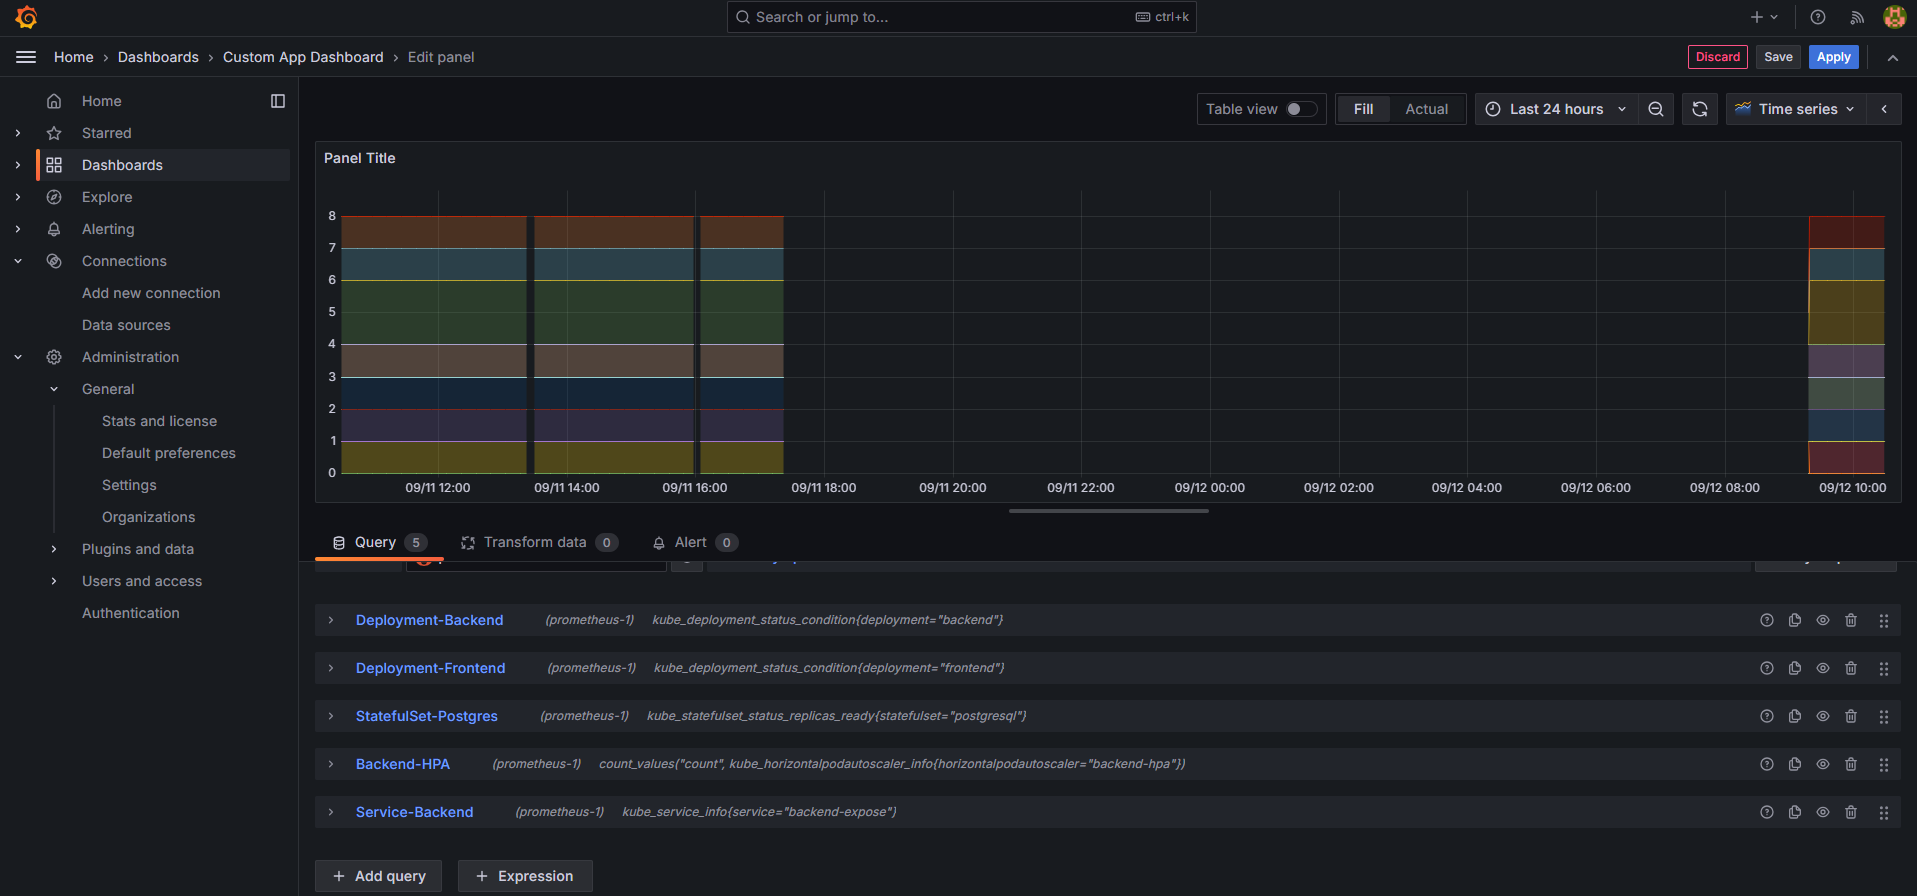 Search or jump to... ctrl+k
Home › Dashboards › Custom App Dashboard › Edit panel
Discard Save Apply
Home
Starred
Dashboards
Explore
Alerting
Connections
Add new connection
Data sources
Administration
General
Stats and license
Default preferences
Settings
Organizations
Plugins and data
Users and access
Authentication
Table view Fill Actual Last 24 hours Time series
Panel Title
8
7
6
5
4
3
2
1
0
09/11 12:00 09/11 14:00 09/11 16:00 09/11 18:00 09/11 20:00 09/11 22:00 09/12 00:00 09/12 02:00 09/12 04:00 09/12 06:00 09/12 08:00 09/12 10:00
Query 5 Transform data 0 Alert 0
Deployment-Backend (prometheus-1) kube_deployment_status_condition{deployment="backend"}
Deployment-Frontend (prometheus-1) kube_deployment_status_condition{deployment="frontend"}
StatefulSet-Postgres (prometheus-1) kube_statefulset_status_replicas_ready{statefulset="postgresql"}
Backend-HPA (prometheus-1) count_values("count", kube_horizontalpodautoscaler_info{horizontalpodautoscaler="backend-hpa"})
Service-Backend (prometheus-1) kube_service_info{service="backend-expose"}
+ Add query + Expression